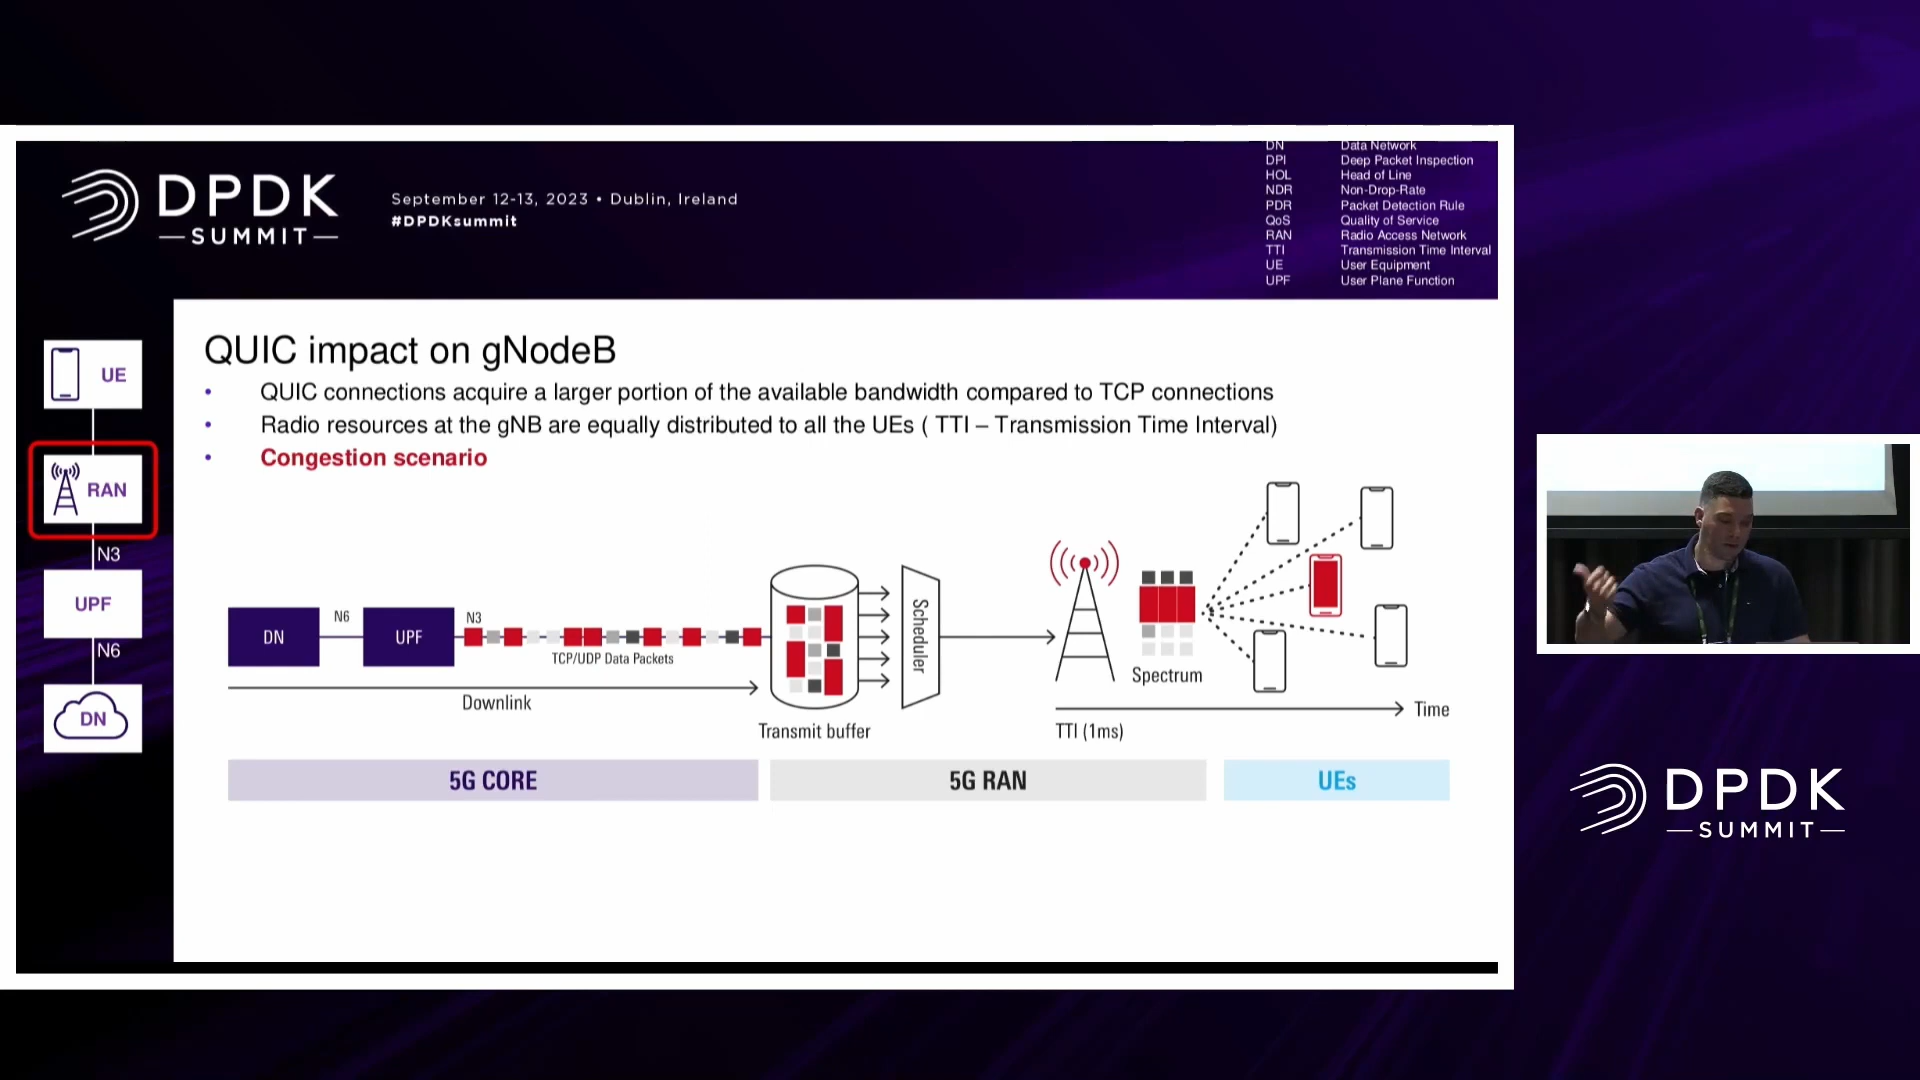 DPDK
SUMMIT
September 12-13, 2023 • Dublin, Ireland
#DPDKsummit
DN Data Network
DPI Deep Packet Inspection
HOL Head of Line
NDR Non-Drop-Rate
PDR Packet Detection Rule
QoS Quality of Service
RAN Radio Access Network
TTI Transmission Time Interval
UE User Equipment
UPF User Plane Function
UE
RAN
N3
UPF
N6
DN
QUIC impact on gNodeB
• QUIC connections acquire a larger portion of the available bandwidth compared to TCP connections
• Radio resources at the gNB are equally distributed to all the UEs ( TTI – Transmission Time Interval)
• Congestion scenario
DN
N6
UPF
N3
TCP/UDP Data Packets
Downlink
Transmit buffer
Scheduler
Spectrum
TTI (1ms)
Time
5G CORE
5G RAN
UEs
DPDK
SUMMIT